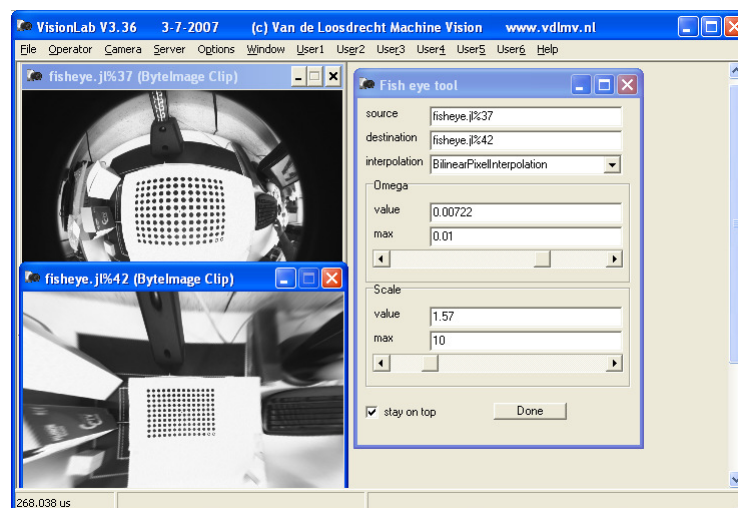 VisionLab V3.36 3-7-2007 (c) Van de Loosdrecht Machine Vision www.vdlmv.nl
File Operator Camera Server Options Window User1 User2 User3 User4 User5 User6 Help
fisheye.jl%37 (ByteImage Clip)
Fish eye tool
source fisheye.jl%37
destination fisheye.jl%42
interpolation BilinearPixelInterpolation
Omega
value 0.00722
max 0.01
fisheye.jl%42 (ByteImage Clip)
Scale
value 1.57
max 10
stay on top Done
268.038 us